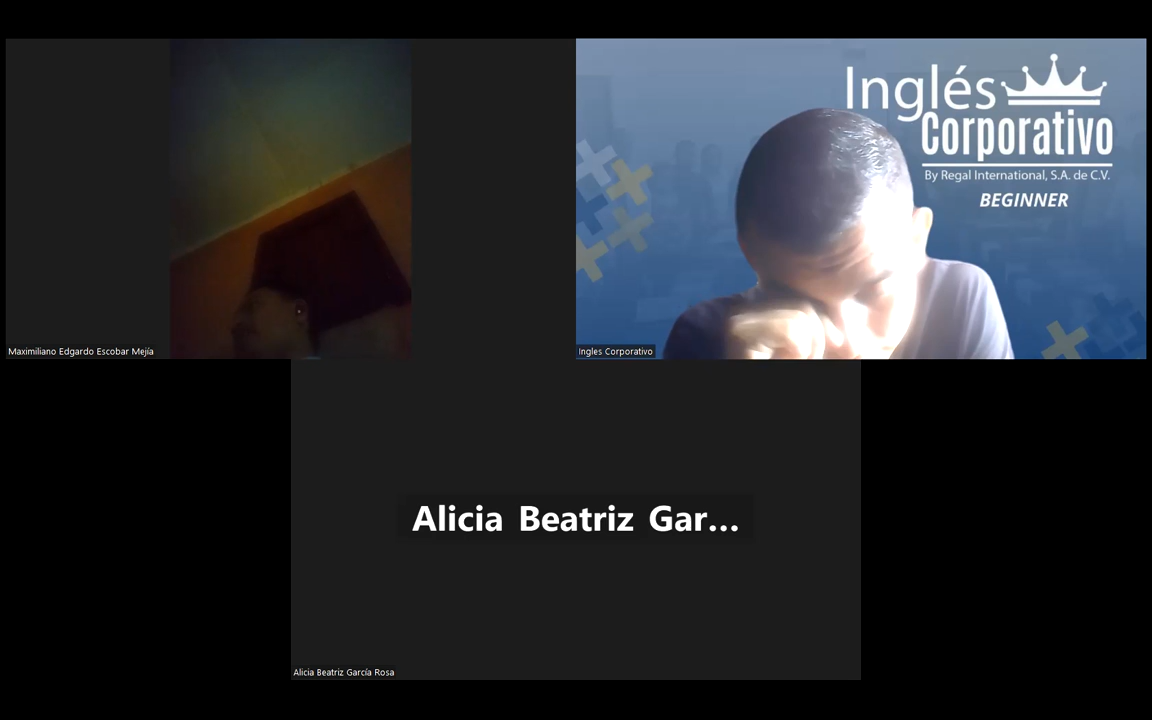 Inglés
Corporativo
By Regal International, S.A. de C.V.
BEGINNER
Maximiliano Edgardo Escobar Mejía
Ingles Corporativo
Alicia Beatriz Gar...
Alicia Beatriz García Rosa